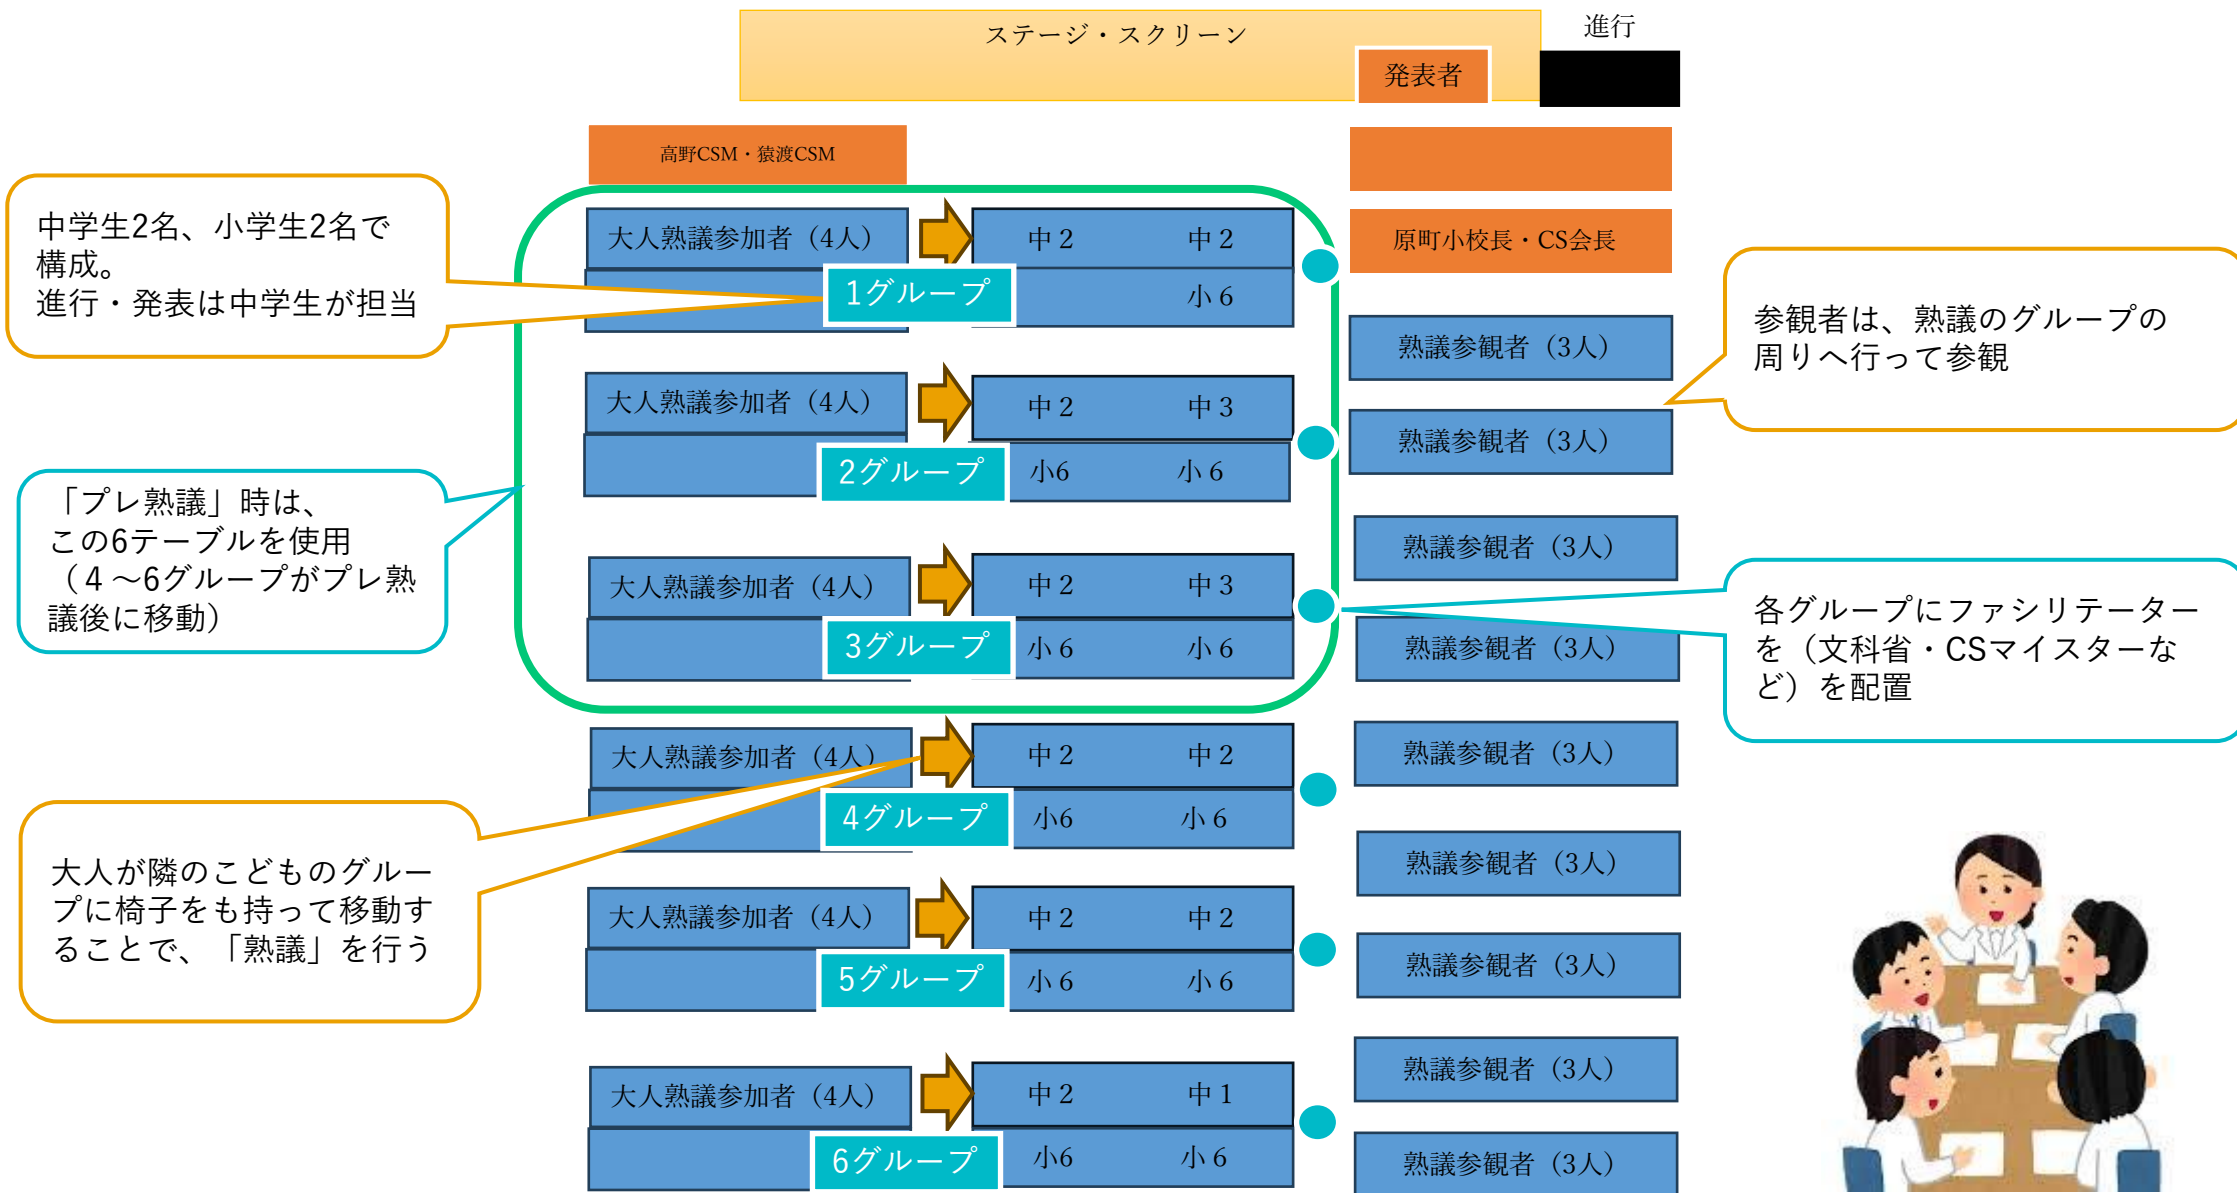 ステージ・スクリーン
進行
発表者
高野CSM・猿渡CSM
原町小校長・CS会長
中学生2名、小学生2名で
構成。
進行・発表は中学生が担当
大人熟議参加者（4人）
中２ 中２
1グループ
小６
熟議参観者（3人）
参観者は、熟議のグループの
周りへ行って参観
大人熟議参加者（4人）
中２ 中３
2グループ
小6 小６
熟議参観者（3人）
「プレ熟議」時は、
この6テーブルを使用
（４～6グループがプレ熟
議後に移動）
熟議参観者（3人）
大人熟議参加者（4人）
中２ 中３
3グループ
小６ 小６
熟議参観者（3人）
各グループにファシリテーター
を（文科省・CSマイスターな
ど）を配置
大人熟議参加者（4人）
中２ 中２
4グループ
小6 小６
熟議参観者（3人）
熟議参観者（3人）
大人が隣のこどものグルー
プに椅子をも持って移動す
ることで、「熟議」を行う
大人熟議参加者（4人）
中２ 中２
5グループ
小６ 小６
熟議参観者（3人）
熟議参観者（3人）
大人熟議参加者（4人）
中２ 中１
6グループ
小6 小６
熟議参観者（3人）